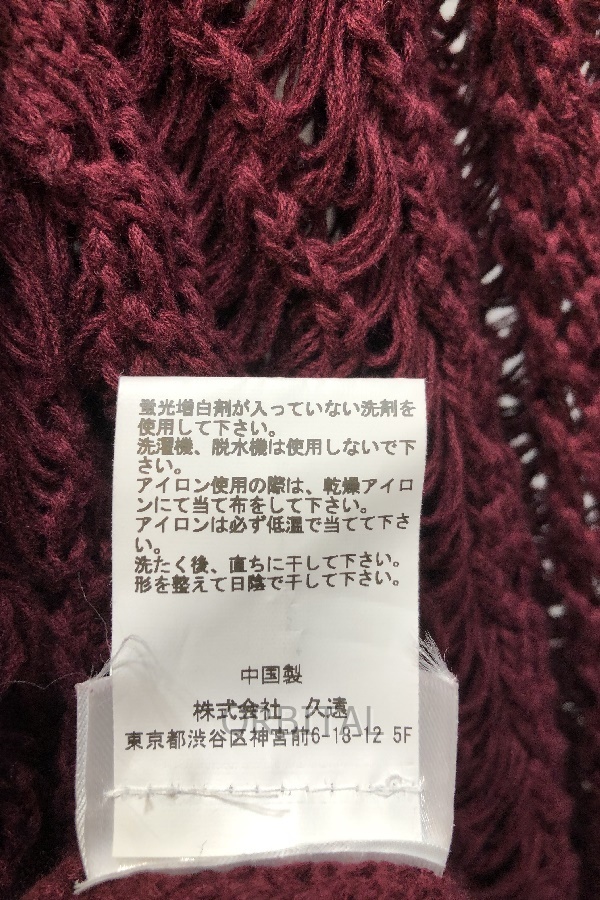 蛍光増白剤が入っていない洗剤を
使用して下さい。
洗濯機、脱水機は使用しないで下
さい。
アイロン使用の際は、乾燥アイロ
ンにて当て布をして下さい。
アイロンは必ず低温で当てて下さ
い。
洗たく後、直ちに干して下さい。
形を整えて日陰で干して下さい。
中国製
株式会社 久遠
ORBITAL
東京都渋谷区神宮前6-13-12 5F